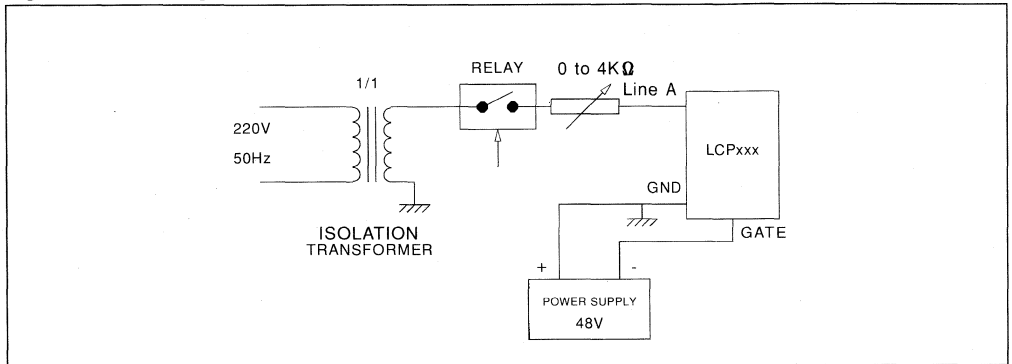 1/1
RELAY
0 to 4KΩ
Line A
220V
50Hz
LCPxxx
GND
GATE
ISOLATION
TRANSFORMER
+
-
POWER SUPPLY
48V